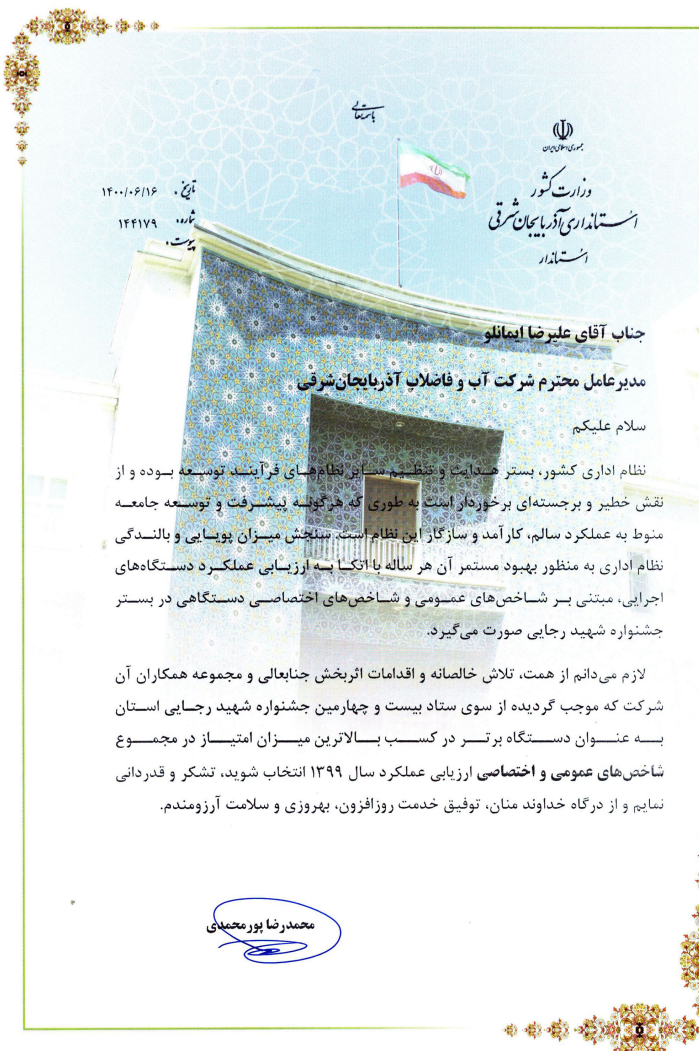 باسمه‌تعالی
جمهوری اسلامی ایران
وزارت کشور
استانداری آذربایجان شرقی
استاندار
تاریخ: ۱۴۰۰/۰۶/۱۶
شماره: ۱۴۴۱۷۹
پیوست:
جناب آقای علیرضا ایمانلو
مدیرعامل محترم شرکت آب و فاضلاب آذربایجان‌شرقی
سلام علیکم
نظام اداری کشور، بستر هدایت و تنظیم سایر نظام‌های فرآیند توسعه بوده و از
نقش خطیر و برجسته‌ای برخوردار است به طوری که هرگونه پیشرفت و توسعه جامعه
منوط به عملکرد سالم، کارآمد و سازگار این نظام است. سنجش میزان پویایی و بالندگی
نظام اداری به منظور بهبود مستمر آن هر ساله با اتکا به ارزیابی عملکرد دستگاه‌های
اجرایی، مبتنی بر شاخص‌های عمومی و شاخص‌های اختصاصی دستگاهی در بستر
جشنواره شهید رجایی صورت می‌گیرد.
لازم می‌دانم از همت، تلاش خالصانه و اقدامات اثربخش جنابعالی و مجموعه همکاران آن
شرکت که موجب گردیده از سوی ستاد بیست و چهارمین جشنواره شهید رجایی استان
به عنوان دستگاه برتر در کسب بالاترین میزان امتیاز در مجموع
شاخص‌های عمومی و اختصاصی ارزیابی عملکرد سال ۱۳۹۹ انتخاب شوید، تشکر و قدردانی
نمایم و از درگاه خداوند منان، توفیق خدمت روزافزون، بهروزی و سلامت آرزومندم.
محمدرضا پورمحمدی